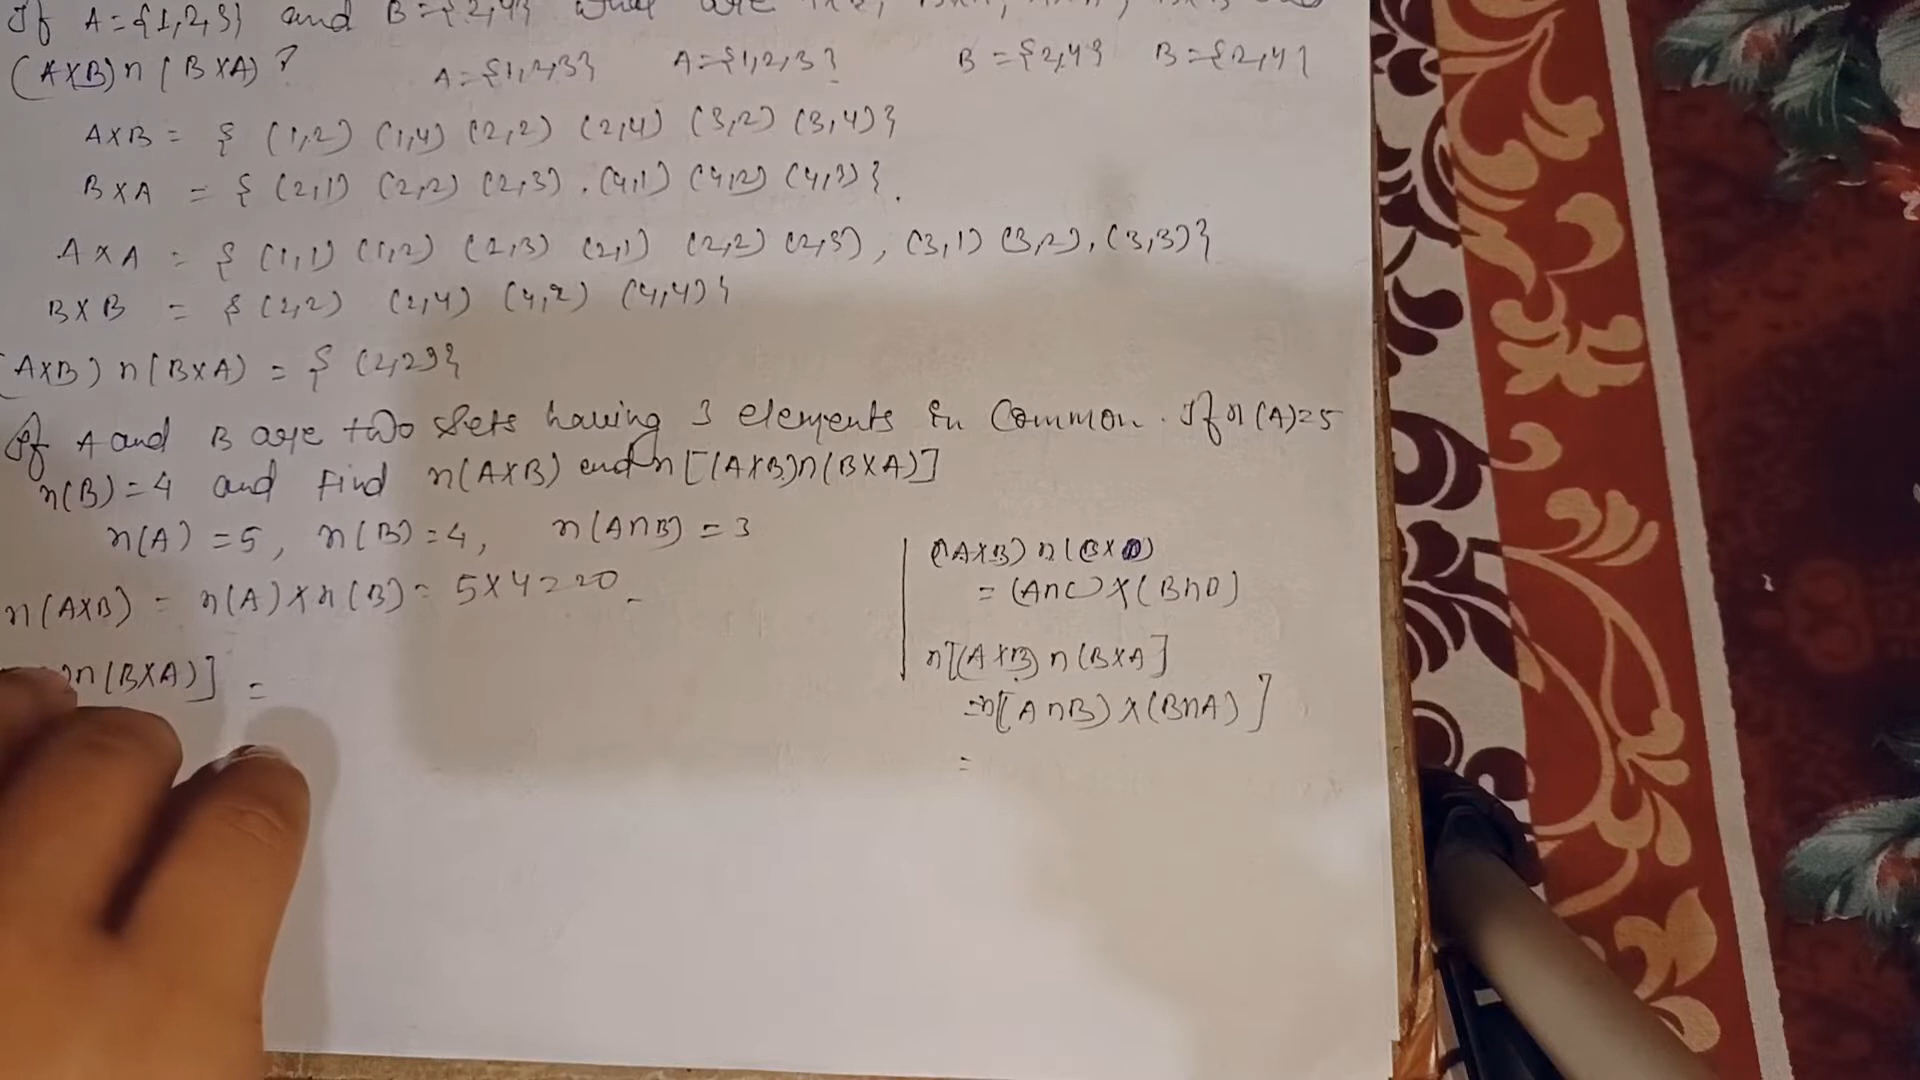 If A={1,2,3} and B={2,4} what are
(A×B)∩(B×A)?
A={1,2,3} A={1,2,3} B={2,4} B={2,4}
A×B = { (1,2) (1,4) (2,2) (2,4) (3,2) (3,4)}
B×A = { (2,1) (2,2) (2,3) . (4,1) (4,2) (4,3)}.
A×A = { (1,1) (1,2) (2,3) (2,1) (2,2) (2,3), (3,1) (3,2), (3,3)}
B×B = { (2,2) (2,4) (4,2) (4,4)}
(A×B) ∩ (B×A) = { (2,2)}
If A and B are two sets having 3 elements in Common. If n(A)=5
n(B)=4 and Find n(A×B) and n[(A×B)∩(B×A)]
n(A) =5, n(B)=4, n(A∩B) = 3
n(A×B) = n(A)×n(B)= 5×4=20
∩(B×A)] =
(A×B) ∩ (B×D)
= (A∩C)×(B∩D)
n[(A×B) ∩ (B×A]
=n[A∩B) × (B∩A)]
=